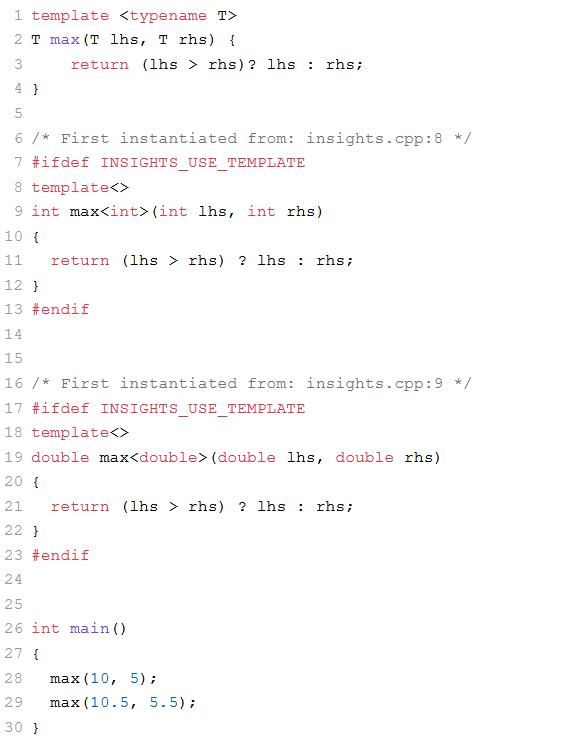 1 template <typename T>
2 T max(T lhs, T rhs) {
3     return (lhs > rhs)? lhs : rhs;
4 }
5
6 /* First instantiated from: insights.cpp:8 */
7 #ifdef INSIGHTS_USE_TEMPLATE
8 template<>
9 int max<int>(int lhs, int rhs)
10 {
11   return (lhs > rhs) ? lhs : rhs;
12 }
13 #endif
14
15
16 /* First instantiated from: insights.cpp:9 */
17 #ifdef INSIGHTS_USE_TEMPLATE
18 template<>
19 double max<double>(double lhs, double rhs)
20 {
21   return (lhs > rhs) ? lhs : rhs;
22 }
23 #endif
24
25
26 int main()
27 {
28   max(10, 5);
29   max(10.5, 5.5);
30 }